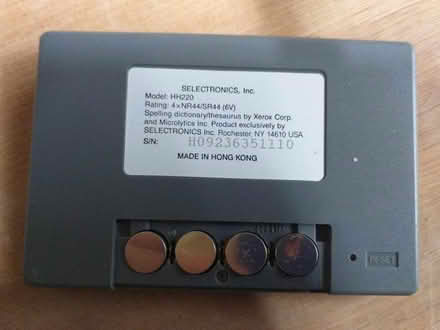 SELECTRONICS, Inc.
Model: HH220
Rating: 4×NR44/SR44 (6V)
Spelling dictionary/thesaurus by Xerox Corp.
and Microlytics Inc. Product exclusively by
SELECTRONICS Inc. Rochester, NY 14610 USA
S/N: H09236351110
MADE IN HONG KONG
RESET